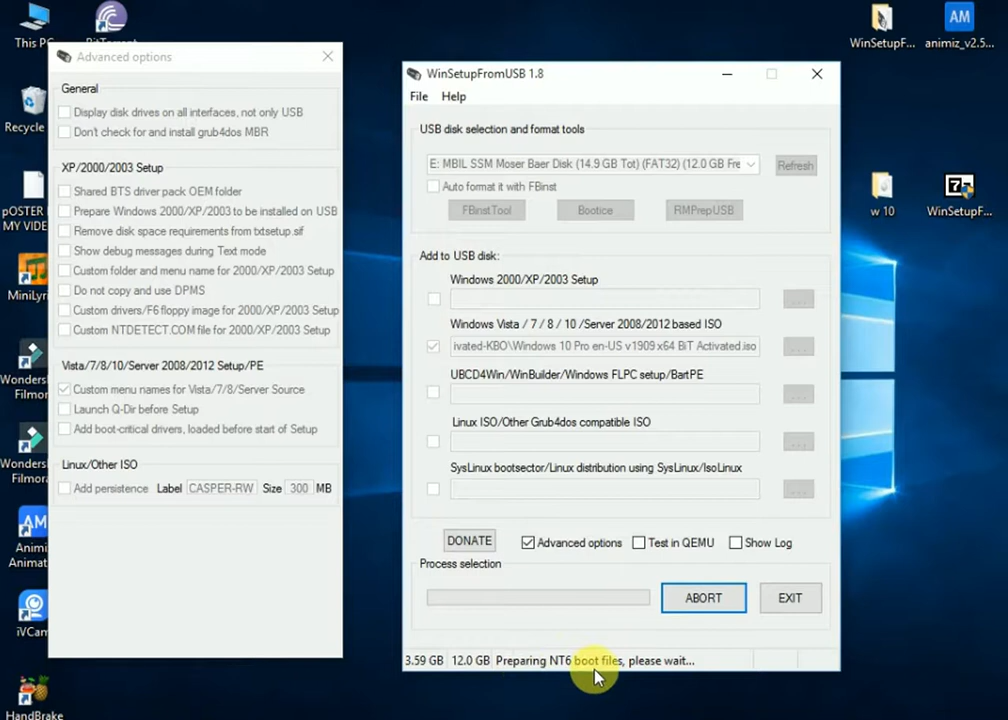 This PC
BitTorrent
WinSetupF...
animiz_v2.5...
Recycle
pOSTER
MY VIDE
MiniLyri
Wonders
Filmor
Wonders
Filmora
Animi
Animat
iVCam
HandBrake
w 10
WinSetupF...
Advanced options
General
Display disk drives on all interfaces, not only USB
Don't check for and install grub4dos MBR
XP/2000/2003 Setup
Shared BTS driver pack OEM folder
Prepare Windows 2000/XP/2003 to be installed on USB
Remove disk space requirements from txtsetup.sif
Show debug messages during Text mode
Custom folder and menu name for 2000/XP/2003 Setup
Do not copy and use DPMS
Custom drivers/F6 floppy image for 2000/XP/2003 Setup
Custom NTDETECT.COM file for 2000/XP/2003 Setup
Vista/7/8/10/Server 2008/2012 Setup/PE
Custom menu names for Vista/7/8/Server Source
Launch Q-Dir before Setup
Add boot-critical drivers, loaded before start of Setup
Linux/Other ISO
Add persistence Label CASPER-RW Size 300 MB
WinSetupFromUSB 1.8
File Help
USB disk selection and format tools
E: MBIL SSM Moser Baer Disk (14.9 GB Tot) (FAT32) (12.0 GB Fre Refresh
Auto format it with FBinst
FBinstTool Bootice RMPrepUSB
Add to USB disk:
Windows 2000/XP/2003 Setup
...
Windows Vista / 7 / 8 / 10 /Server 2008/2012 based ISO
ivated-KBO\Windows 10 Pro en-US v1909 x64 BiT Activated.iso ...
UBCD4Win/WinBuilder/Windows FLPC setup/BartPE
...
Linux ISO/Other Grub4dos compatible ISO
...
SysLinux bootsector/Linux distribution using SysLinux/IsoLinux
...
DONATE Advanced options Test in QEMU Show Log
Process selection
ABORT EXIT
3.59 GB 12.0 GB Preparing NT6 boot files, please wait...